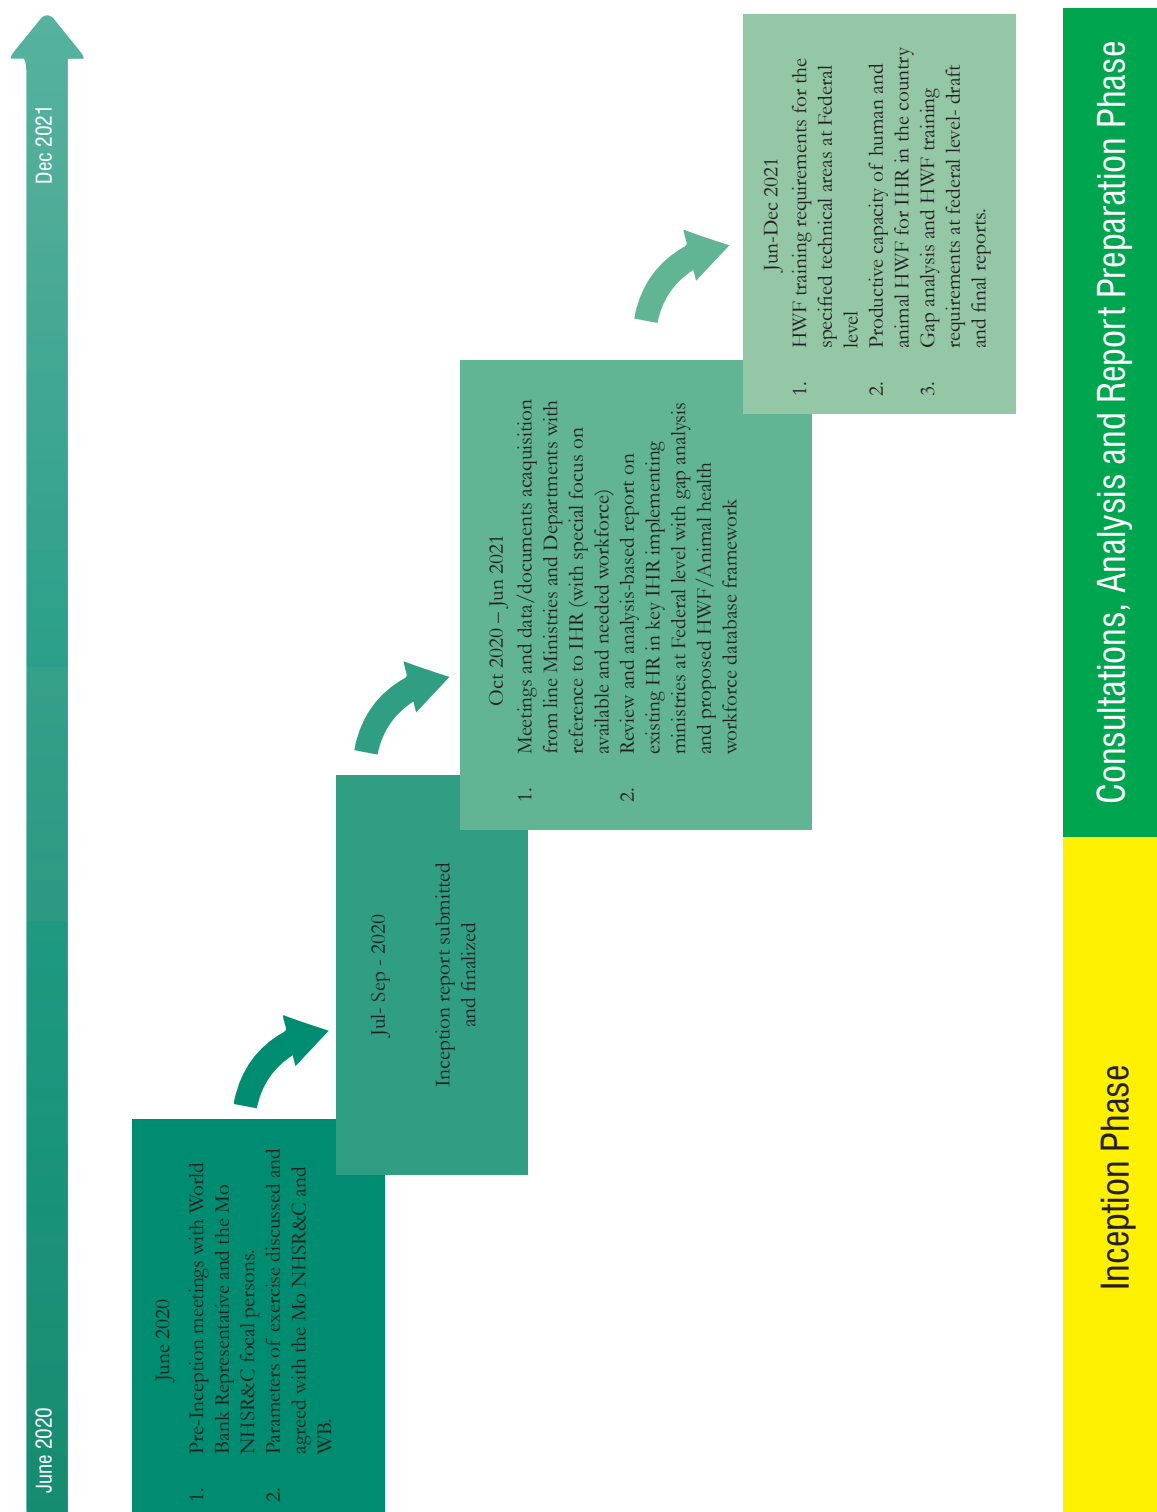 June 2020
Dec 2021
June 2020
1. Pre-Inception meetings with World
Bank Representative and the Mo
NHSR&C focal persons.
2. Parameters of exercise discussed and
agreed with the Mo NHSR&C and
WB.
Jul- Sep - 2020
Inception report submitted
and finalized
Oct 2020 – Jun 2021
1. Meetings and data/documents acaquisition
from line Ministries and Departments with
reference to IHR (with special focus on
available and needed workforce)
2. Review and analysis-based report on
existing HR in key IHR implementing
ministries at Federal level with gap analysis
and proposed HWF/Animal health
workforce database framework
Jun-Dec 2021
1. HWF training requirements for the
specified technical areas at Federal
level
2. Productive capacity of human and
animal HWF for IHR in the country
3. Gap analysis and HWF training
requirements at federal level- draft
and final reports.
Inception Phase
Consultations, Analysis and Report Preparation Phase